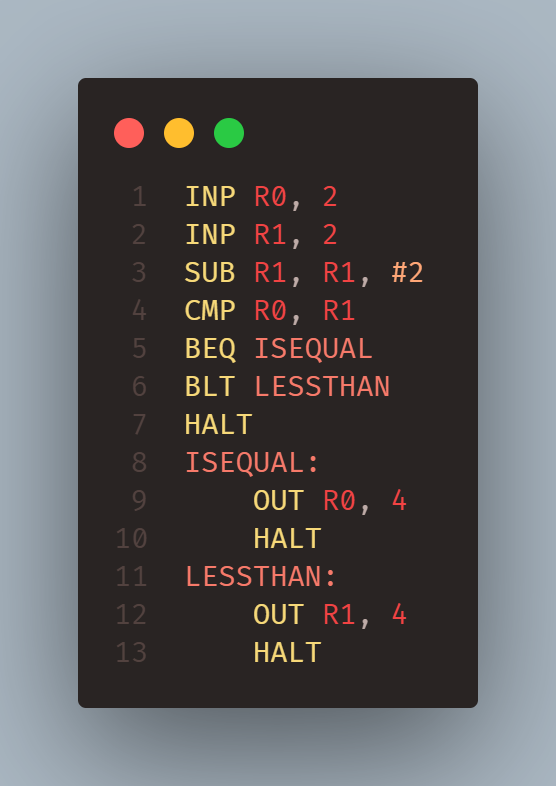 1 INP R0, 2
2 INP R1, 2
3 SUB R1, R1, #2
4 CMP R0, R1
5 BEQ ISEQUAL
6 BLT LESSTHAN
7 HALT
8 ISEQUAL:
9     OUT R0, 4
10     HALT
11 LESSTHAN:
12     OUT R1, 4
13     HALT